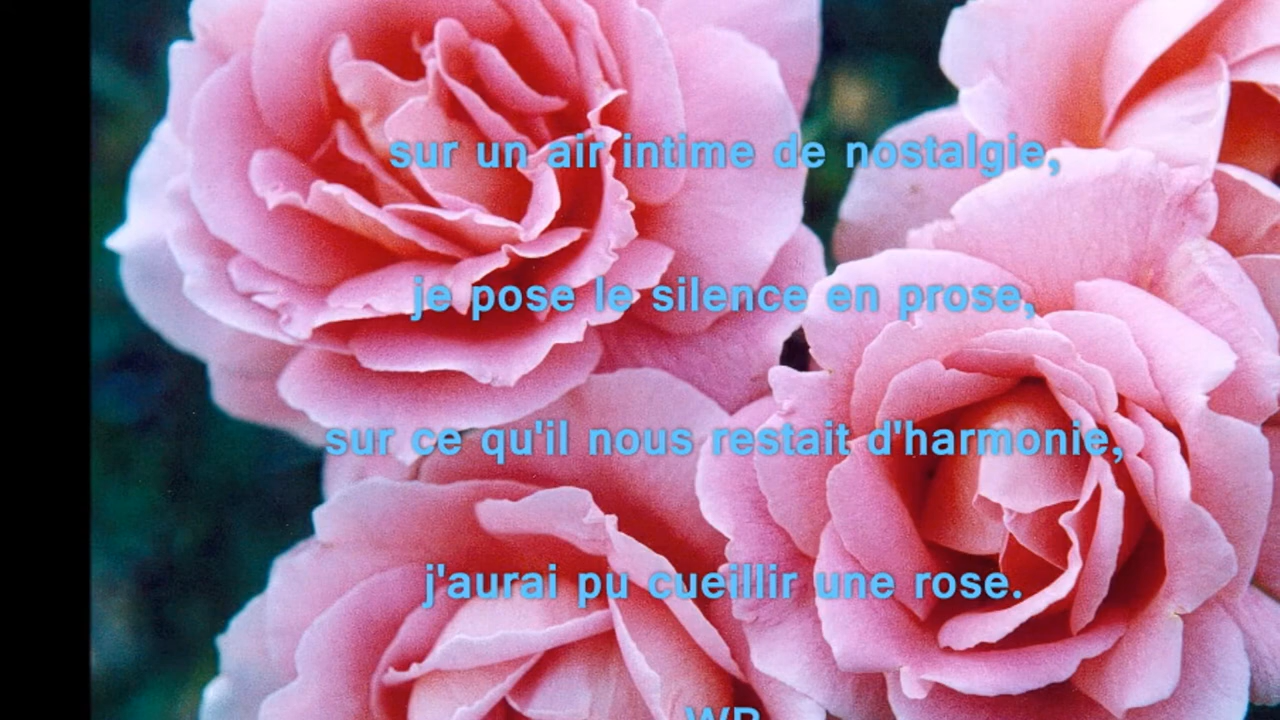 sur un air intime de nostalgie,
je pose le silence en prose,
sur ce qu'il nous restait d'harmonie,
j'aurai pu cueillir une rose.